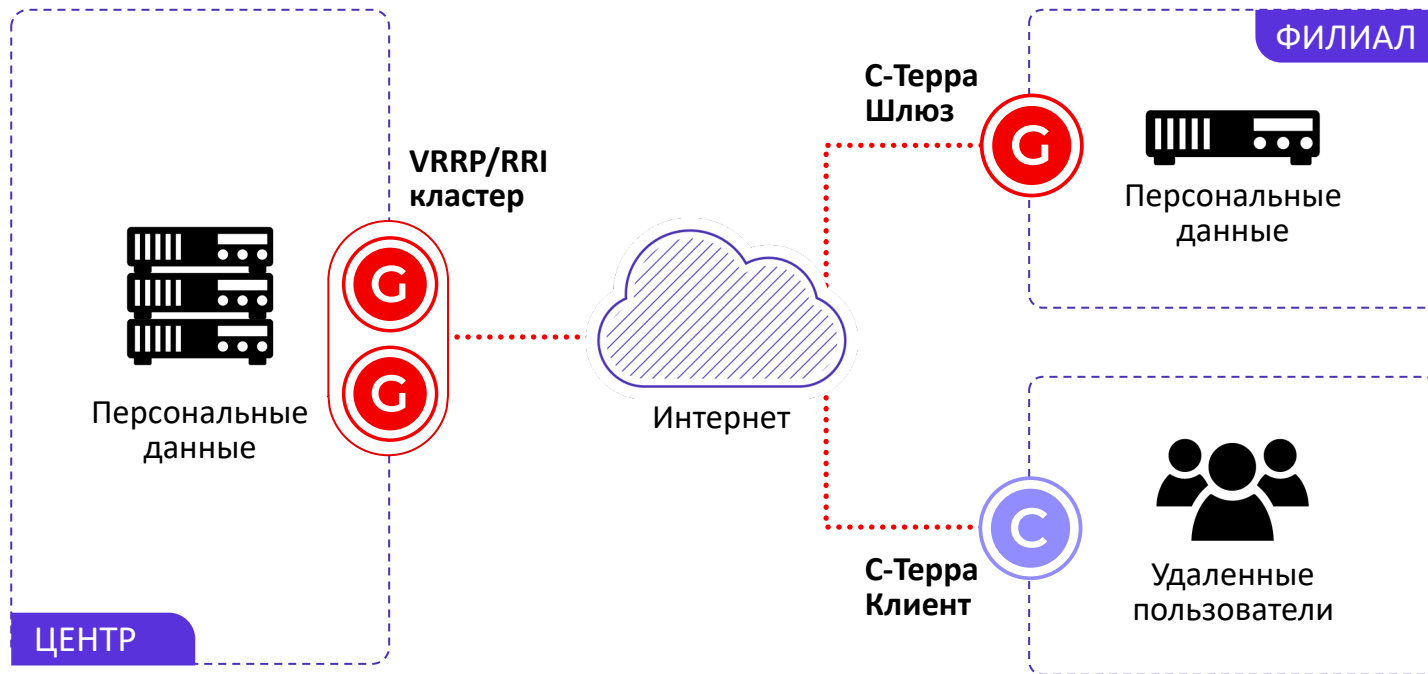 ЦЕНТР
Персональные
данные
VRRP/RRI
кластер
G
G
Интернет
С-Терра
Шлюз
G
ФИЛИАЛ
Персональные
данные
С-Терра
Клиент
C
Удаленные
пользователи